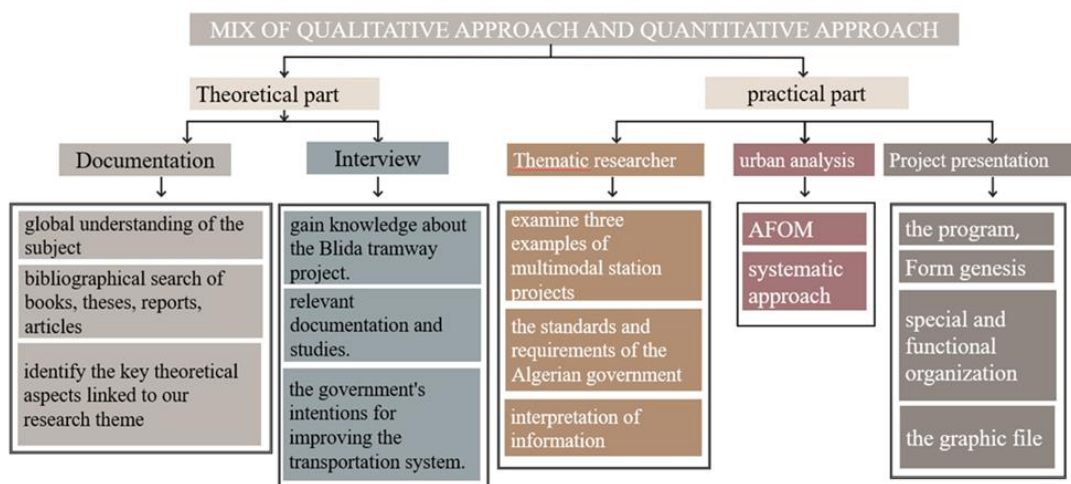 MIX OF QUALITATIVE APPROACH AND QUANTITATIVE APPROACH
Theoretical part
practical part
Documentation
Interview
Thematic researcher
urban analysis
Project presentation
global understanding of the
subject
bibliographical search of
books, theses, reports,
articles
identify the key theoretical
aspects linked to our
research theme
gain knowledge about
the Blida tramway
project.
relevant
documentation and
studies.
the government's
intentions for
improving the
transportation system.
examine three
examples of
multimodal station
projects
the standards and
requirements of the
Algerian government
interpretation of
information
AFOM
systematic
approach
the program,
Form genesis
special and
functional
organization
the graphic file